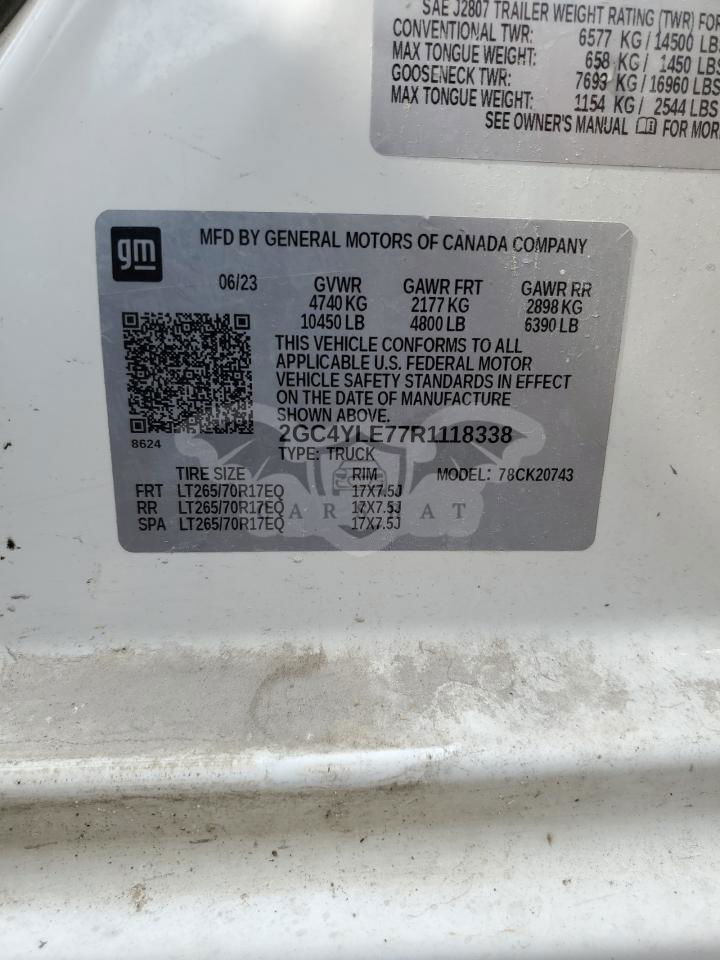 SAE J2807 TRAILER WEIGHT RATING (TWR) FOR
CONVENTIONAL TWR: 6577 KG/14500 LBS
MAX TONGUE WEIGHT: 658 KG/ 1450 LBS
GOOSENECK TWR: 7693 KG/16960 LBS
MAX TONGUE WEIGHT: 1154 KG/ 2544 LBS
SEE OWNER'S MANUAL FOR MORE
gm
MFD BY GENERAL MOTORS OF CANADA COMPANY
06/23 GVWR GAWR FRT GAWR RR
4740 KG 2177 KG 2898 KG
10450 LB 4800 LB 6390 LB
THIS VEHICLE CONFORMS TO ALL
APPLICABLE U.S. FEDERAL MOTOR
VEHICLE SAFETY STANDARDS IN EFFECT
ON THE DATE OF MANUFACTURE
SHOWN ABOVE.
8624
2GC4YLE77R1118338
TYPE: TRUCK
TIRE SIZE RIM MODEL: 78CK20743
FRT LT265/70R17EQ 17X7.5J
RR LT265/70R17EQ 17X7.5J
SPA LT265/70R17EQ 17X7.5J